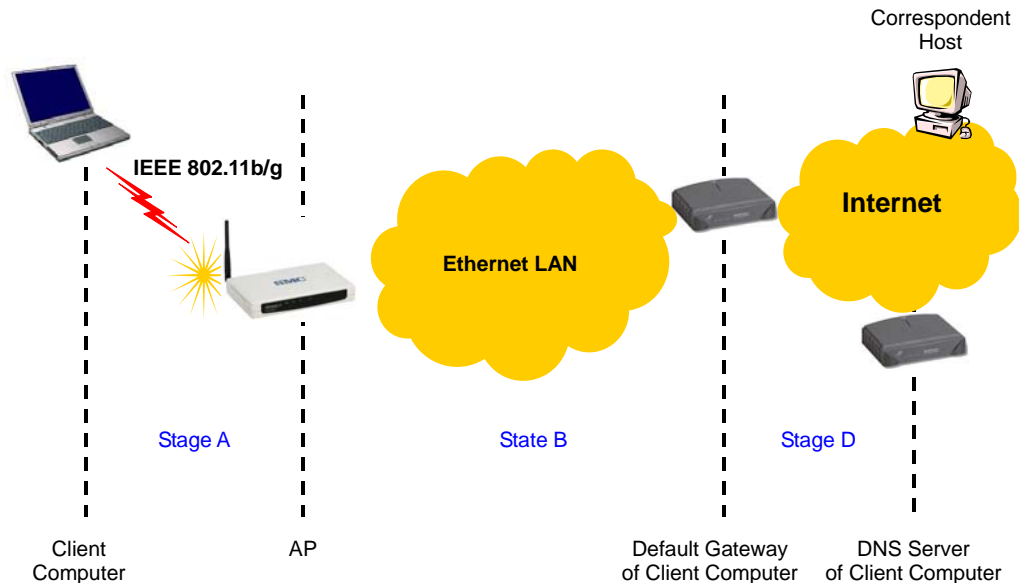 Correspondent
Host
IEEE 802.11b/g
Internet
Ethernet LAN
SMC
Stage A
State B
Stage D
Client
Computer
AP
Default Gateway
of Client Computer
DNS Server
of Client Computer